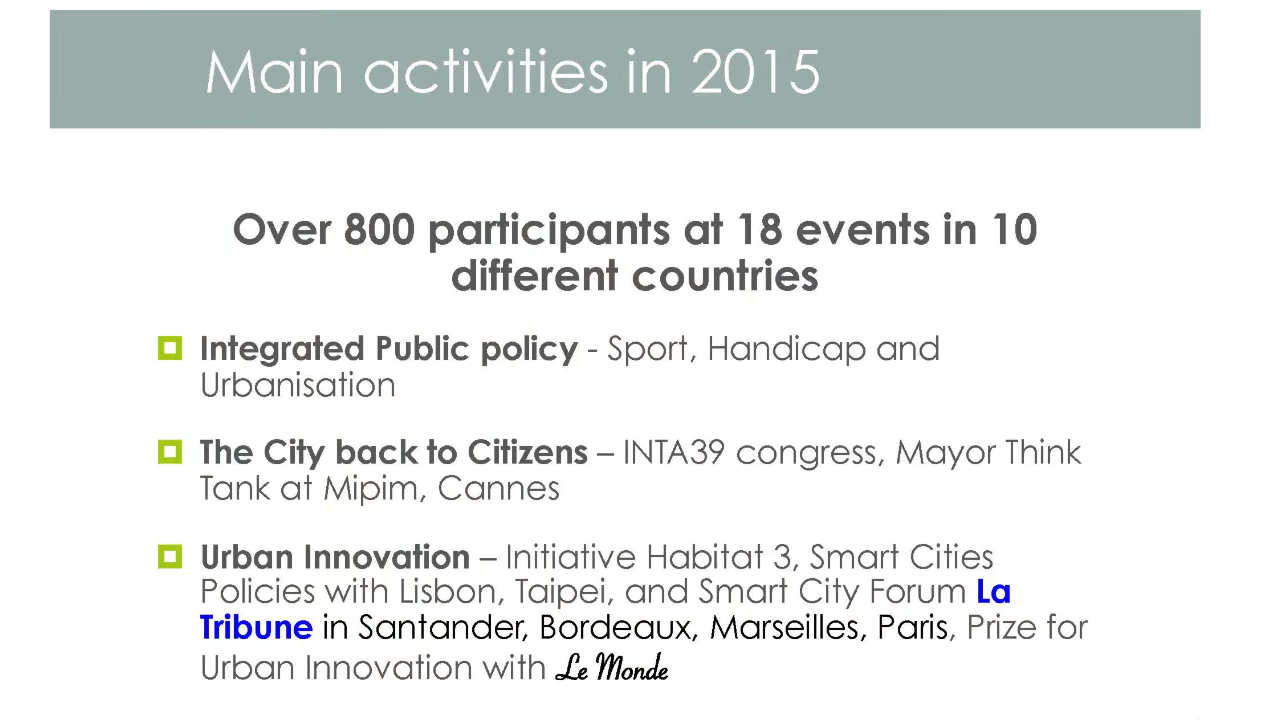 Main activities in 2015
Over 800 participants at 18 events in 10
different countries
Integrated Public policy - Sport, Handicap and
Urbanisation
The City back to Citizens – INTA39 congress, Mayor Think
Tank at Mipim, Cannes
Urban Innovation – Initiative Habitat 3, Smart Cities
Policies with Lisbon, Taipei, and Smart City Forum La
Tribune in Santander, Bordeaux, Marseilles, Paris, Prize for
Urban Innovation with Le Monde